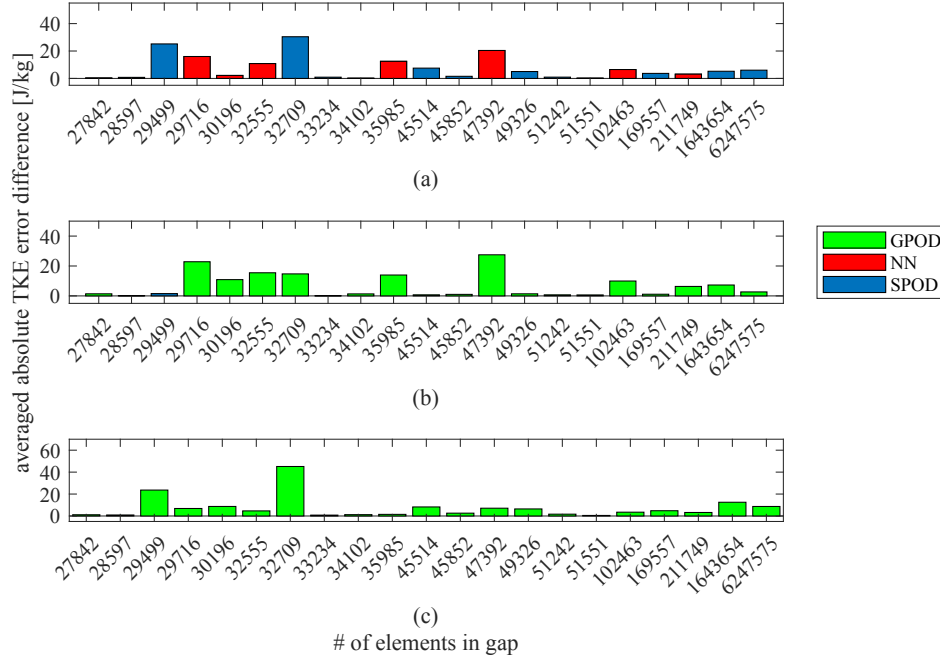 averaged absolute TKE error difference [J/kg]
40
20
0
27842 28597 29499 29716 30196 32555 32709 33234 34102 35985 45514 45852 47392 49326 51242 51551 102463 169557 211749 1643654 6247575
(a)
40
20
0
27842 28597 29499 29716 30196 32555 32709 33234 34102 35985 45514 45852 47392 49326 51242 51551 102463 169557 211749 1643654 6247575
(b)
GPOD
NN
SPOD
60
40
20
0
27842 28597 29499 29716 30196 32555 32709 33234 34102 35985 45514 45852 47392 49326 51242 51551 102463 169557 211749 1643654 6247575
(c)
# of elements in gap